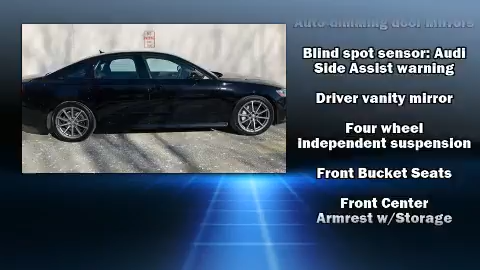 Auto-dimming door mirrors
Blind spot sensor: Audi
Side Assist warning
Driver vanity mirror
Four wheel
independent suspension
Front Bucket Seats
Front Center
Armrest w/Storage